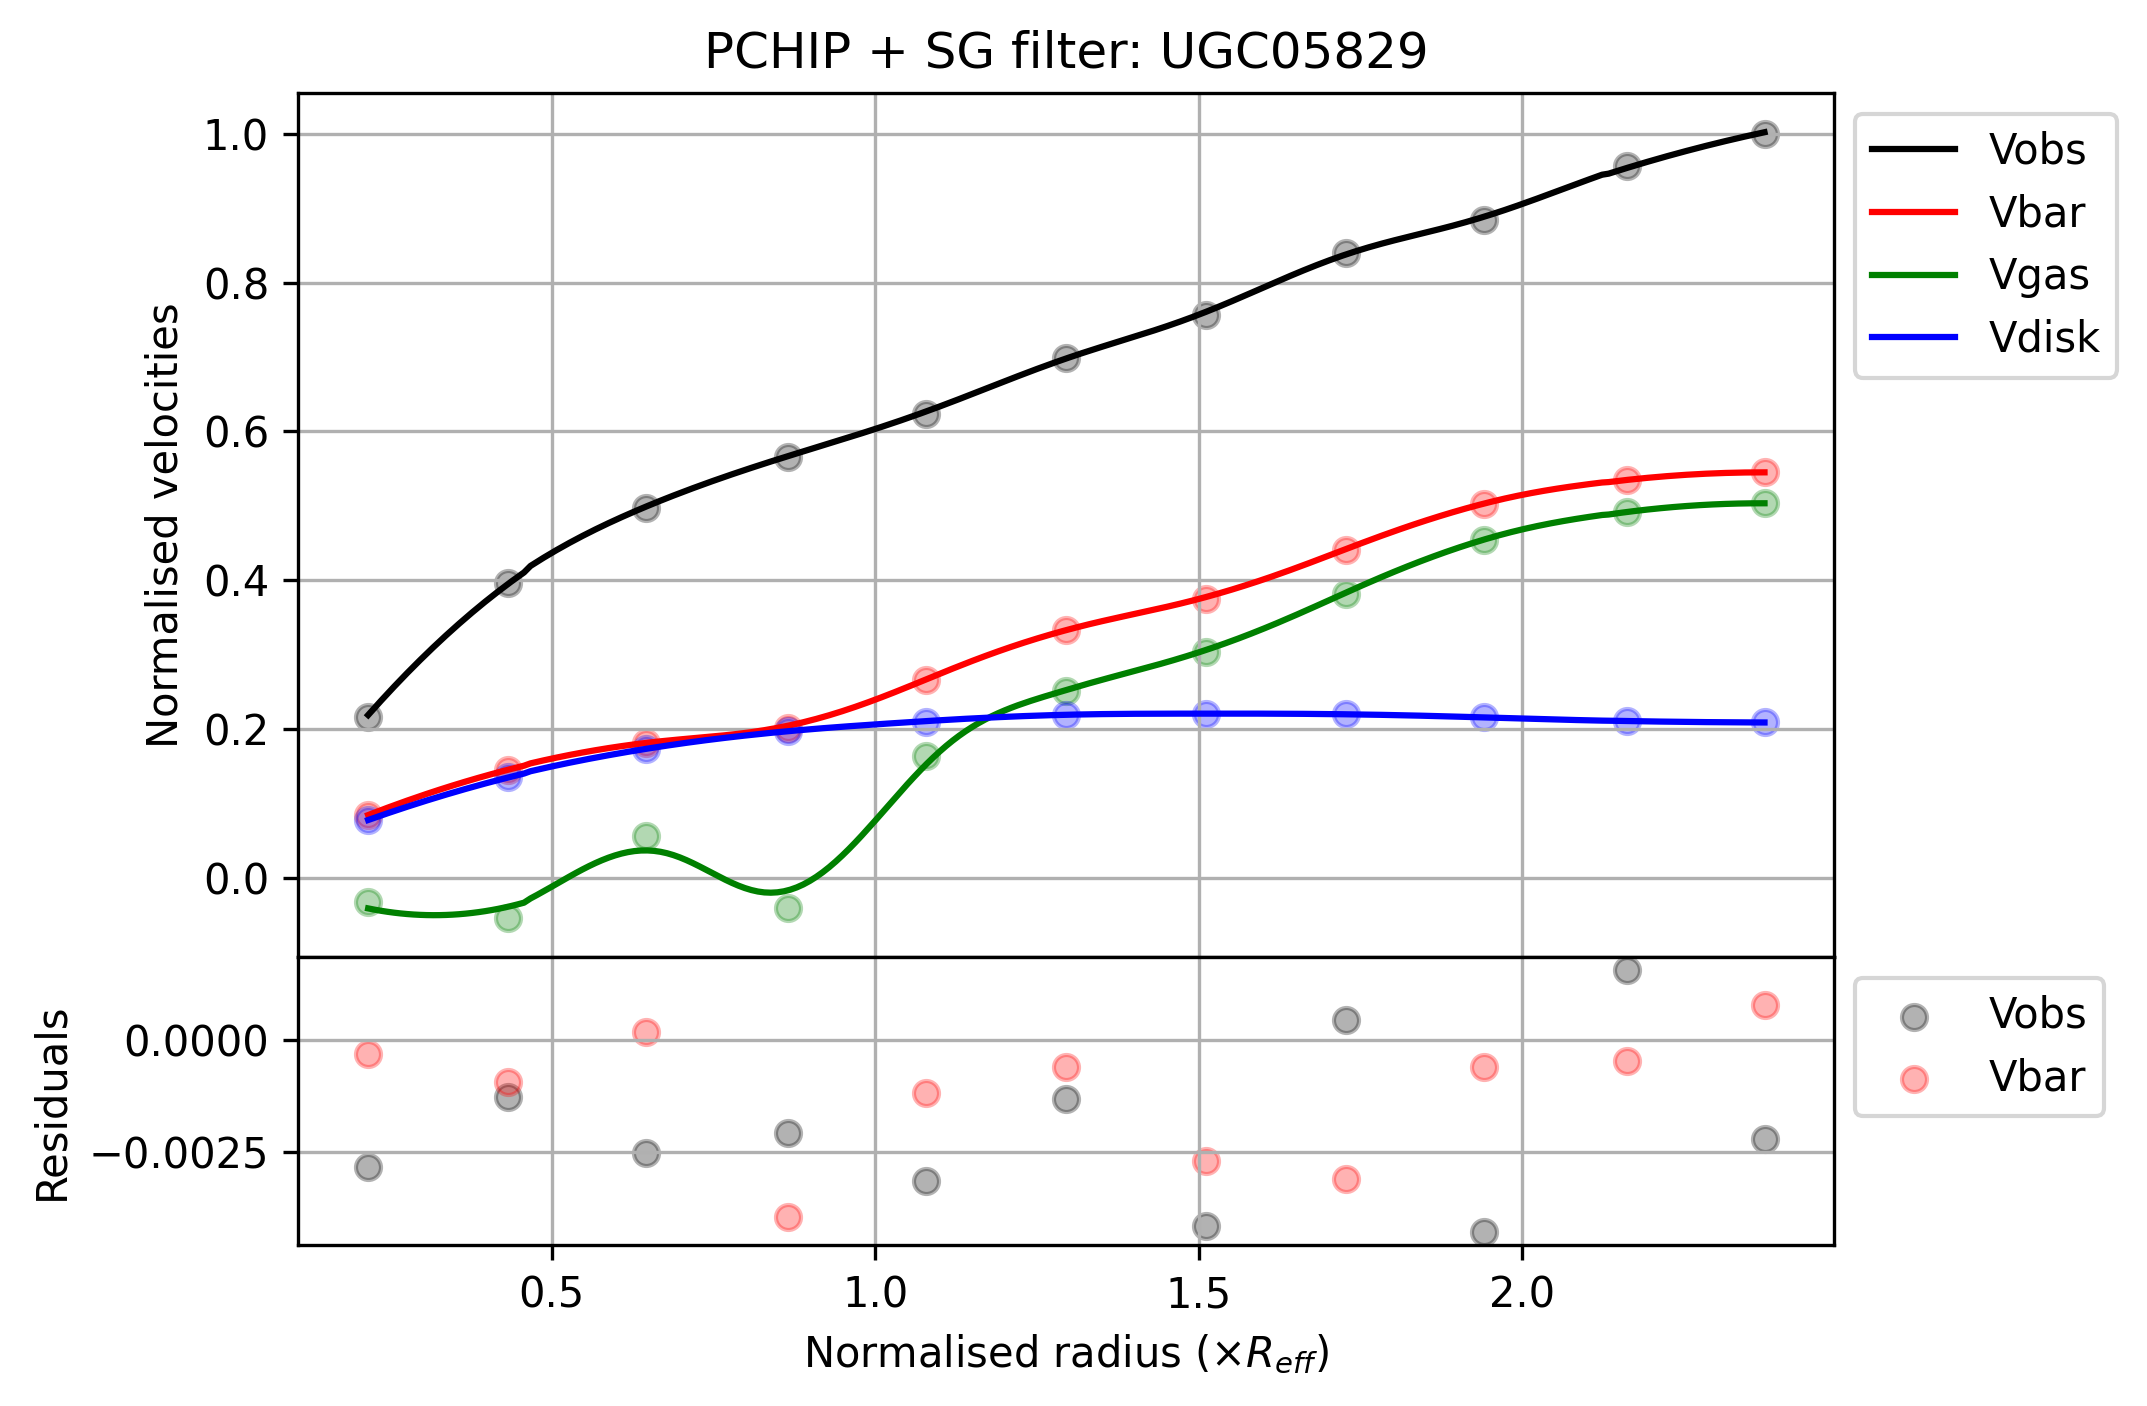 PCHIP + SG filter: UGC05829
Normalised velocities
1.0
0.8
0.6
0.4
0.2
0.0
Vobs
Vbar
Vgas
Vdisk
Residuals
0.0000
−0.0025
Vobs
Vbar
0.5 1.0 1.5 2.0
Normalised radius (×R_{eff})